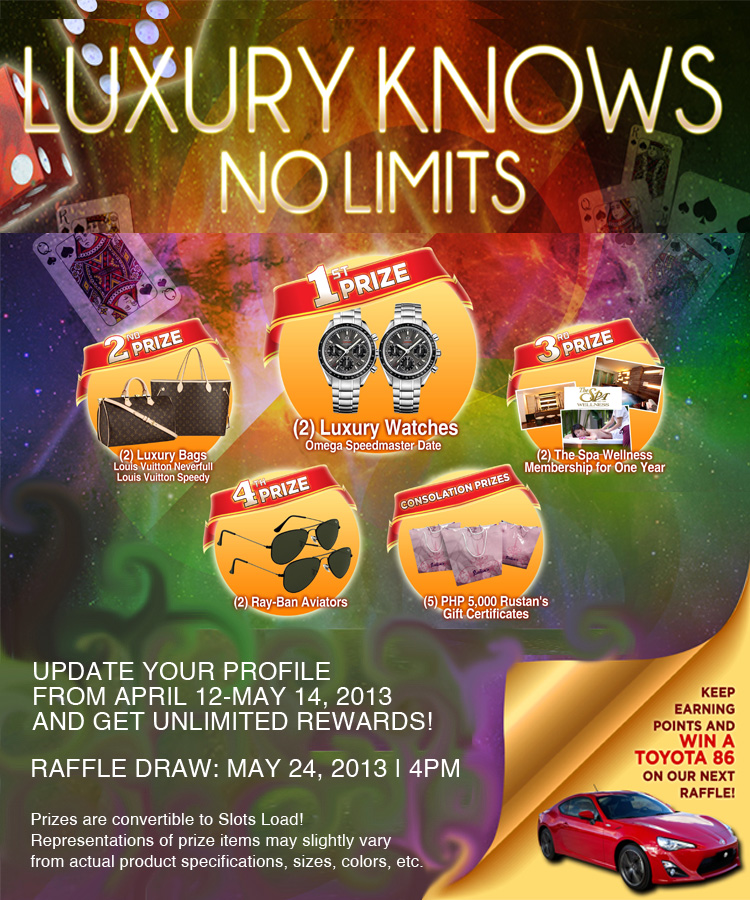 LUXURY KNOWS
NO LIMITS
1ST PRIZE
(2) Luxury Watches
Omega Speedmaster Date
2ND PRIZE
(2) Luxury Bags
Louis Vuitton Neverfull
Louis Vuitton Speedy
3RD PRIZE
The Spa
WELLNESS
(2) The Spa Wellness
Membership for One Year
4TH PRIZE
(2) Ray-Ban Aviators
CONSOLATION PRIZES
(5) PHP 5,000 Rustan's
Gift Certificates
UPDATE YOUR PROFILE
FROM APRIL 12-MAY 14, 2013
AND GET UNLIMITED REWARDS!
RAFFLE DRAW: MAY 24, 2013 | 4PM
Prizes are convertible to Slots Load!
Representations of prize items may slightly vary
from actual product specifications, sizes, colors, etc.
KEEP
EARNING
POINTS AND
WIN A
TOYOTA 86
ON OUR NEXT
RAFFLE!